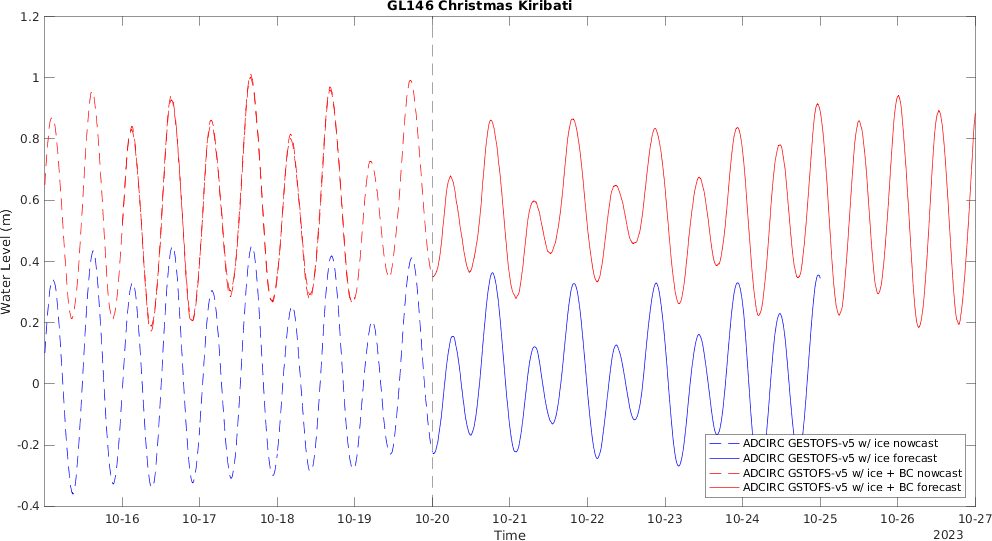 GL146 Christmas Kiribati
1.2
1
0.8
0.6
0.4
0.2
0
-0.2
-0.4
Water Level (m)
ADCIRC GESTOFS-v5 w/ ice nowcast
ADCIRC GESTOFS-v5 w/ ice forecast
ADCIRC GSTOFS-v5 w/ ice + BC nowcast
ADCIRC GSTOFS-v5 w/ ice + BC forecast
10-16 10-17 10-18 10-19 10-20 10-21 10-22 10-23 10-24 10-25 10-26 10-27
Time
2023